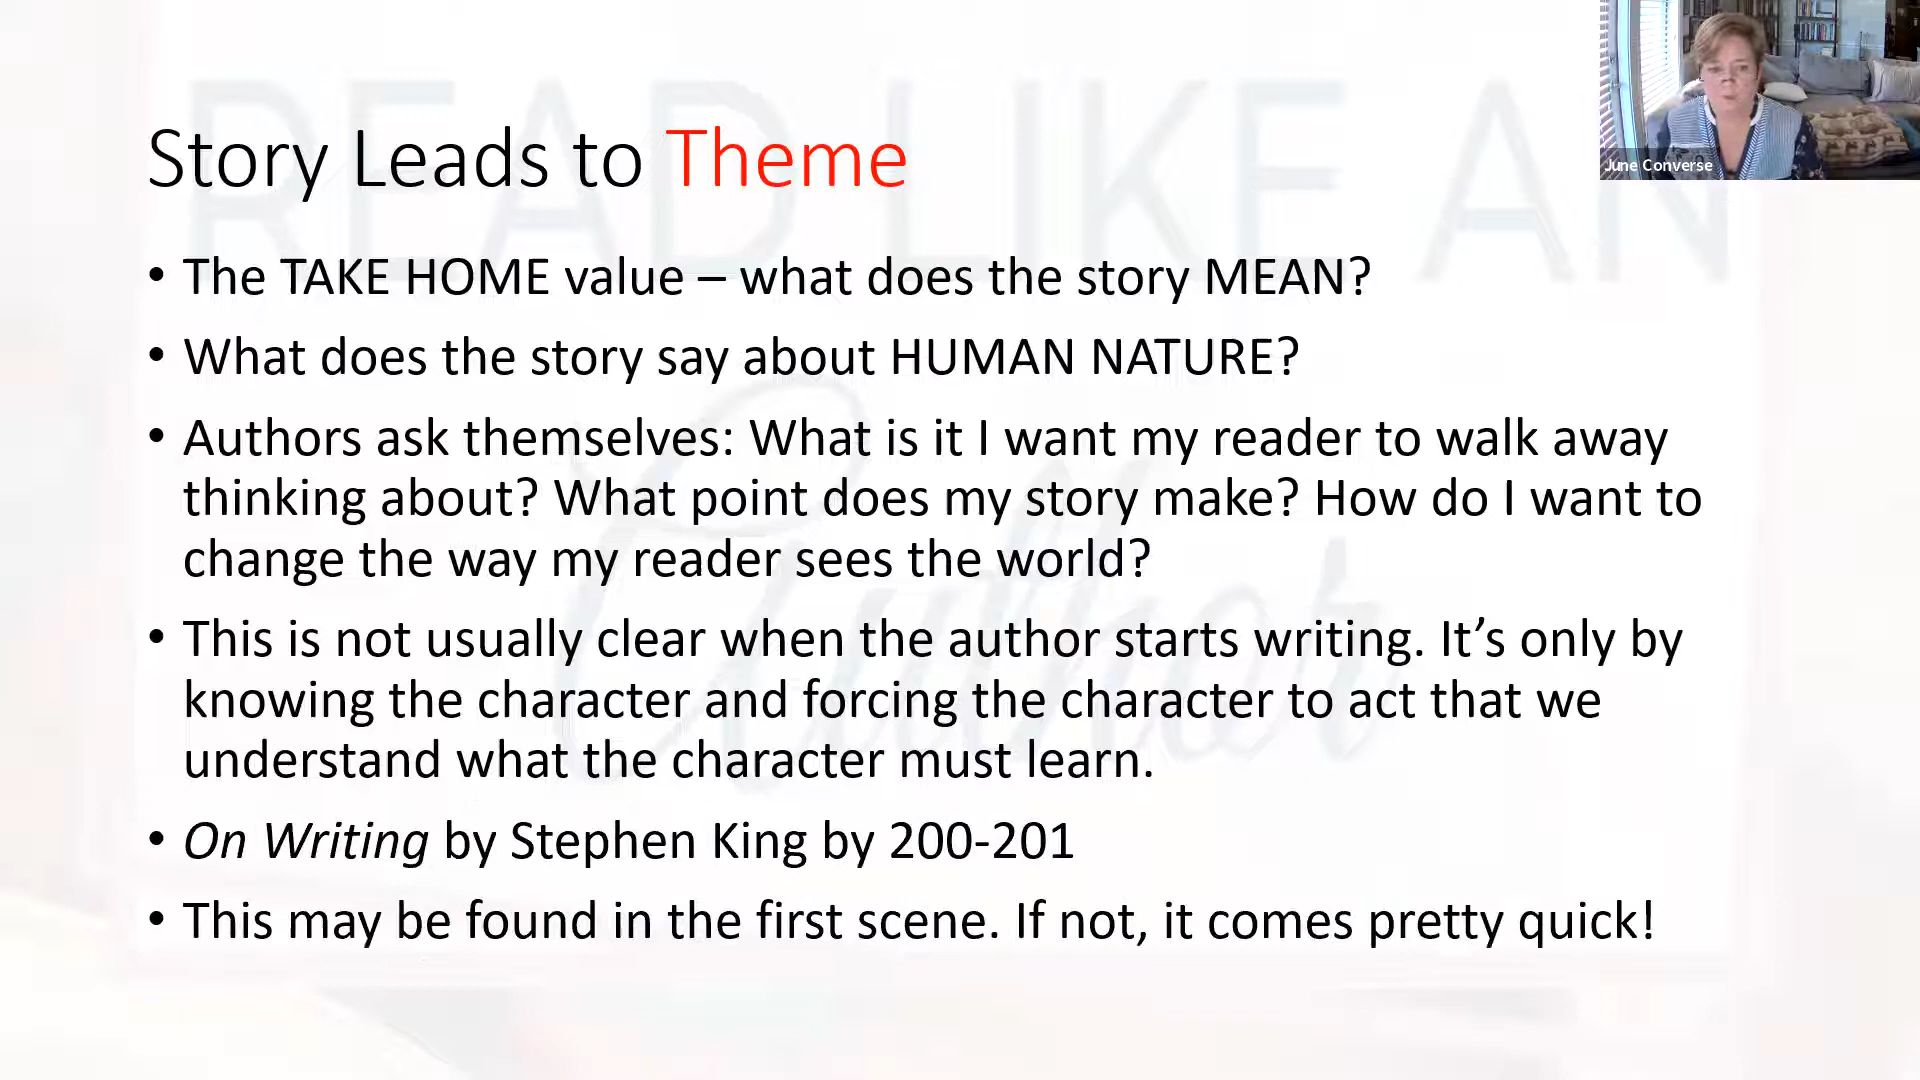 READ LIKE AN
Author
June Converse
Story Leads to Theme
• The TAKE HOME value – what does the story MEAN?
• What does the story say about HUMAN NATURE?
• Authors ask themselves: What is it I want my reader to walk away
thinking about? What point does my story make? How do I want to
change the way my reader sees the world?
• This is not usually clear when the author starts writing. It’s only by
knowing the character and forcing the character to act that we
understand what the character must learn.
• On Writing by Stephen King by 200-201
• This may be found in the first scene. If not, it comes pretty quick!